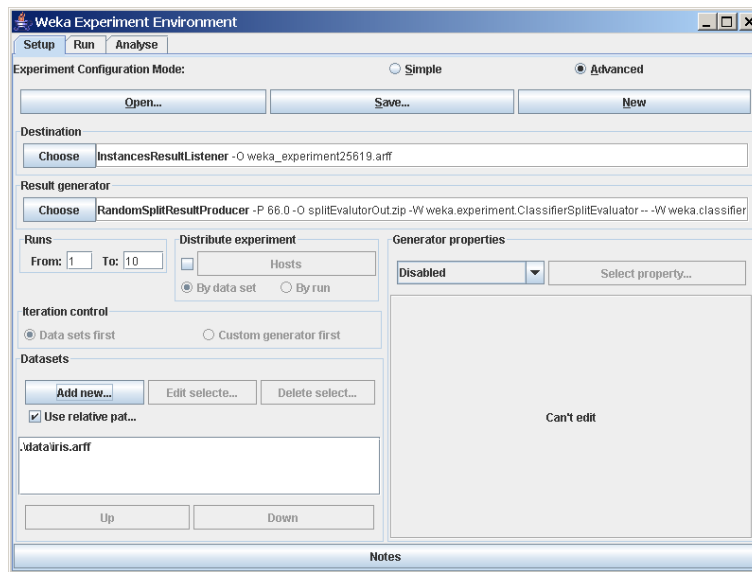 Weka Experiment Environment
Setup Run Analyse
Experiment Configuration Mode: Simple Advanced
Open... Save... New
Destination
Choose InstancesResultListener -O weka_experiment25619.arff
Result generator
Choose RandomSplitResultProducer -P 66.0 -O splitEvalutorOut.zip -W weka.experiment.ClassifierSplitEvaluator -- -W weka.classifier
Runs
From: 1 To: 10
Distribute experiment
Hosts
By data set By run
Generator properties
Disabled Select property...
Iteration control
Data sets first Custom generator first
Datasets
Add new... Edit selecte... Delete select...
Use relative pat...
.\data\iris.arff
Can't edit
Up Down
Notes